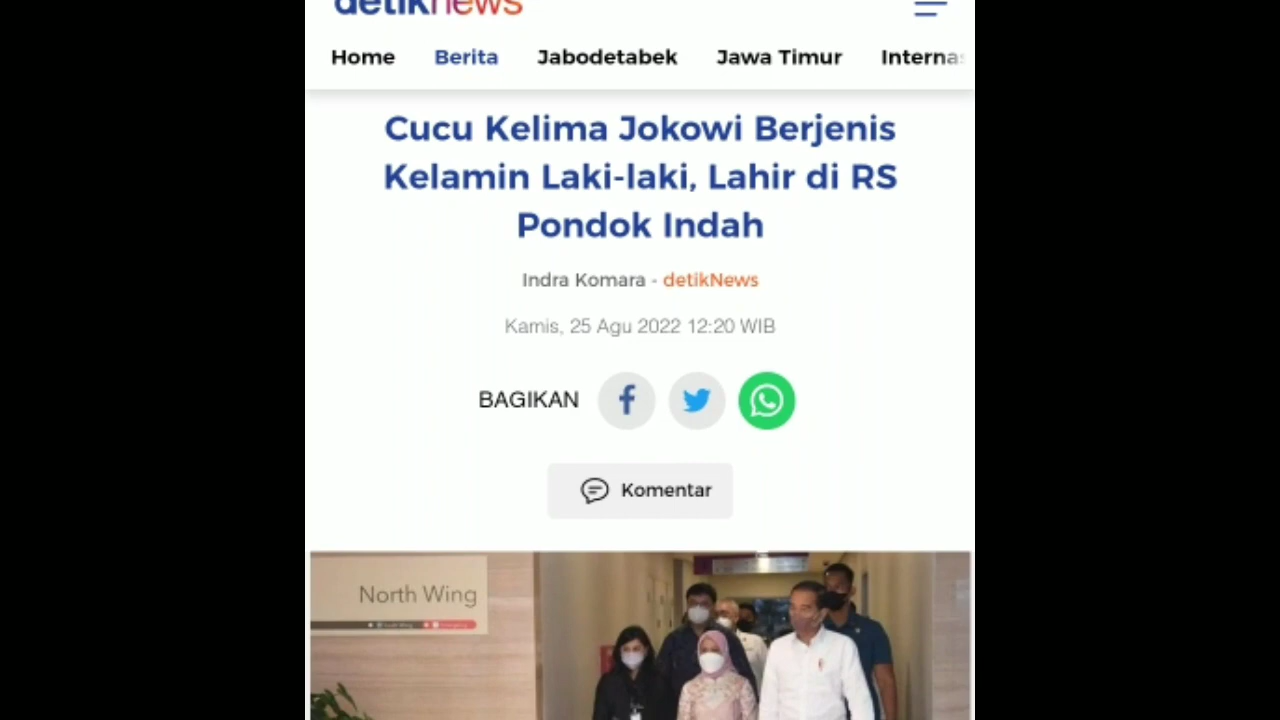 detiknews
Home Berita Jabodetabek Jawa Timur Interna
Cucu Kelima Jokowi Berjenis
Kelamin Laki-laki, Lahir di RS
Pondok Indah
Indra Komara - detikNews
Kamis, 25 Agu 2022 12:20 WIB
BAGIKAN
Komentar
North Wing